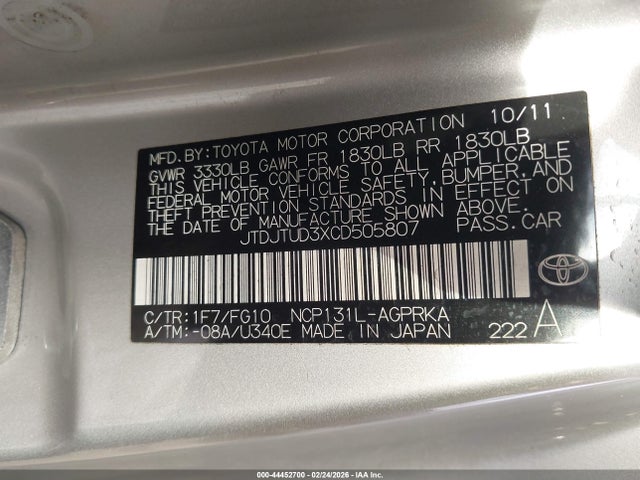 MFD.BY:TOYOTA MOTOR CORPORATION 10/11
GVWR 3330LB GAWR FR 1830LB RR 1830LB
THIS VEHICLE CONFORMS TO ALL APPLICABLE
FEDERAL MOTOR VEHICLE SAFETY, BUMPER, AND
THEFT PREVENTION STANDARDS IN EFFECT ON
THE DATE OF MANUFACTURE SHOWN ABOVE.
JTDJTUD3XCD505807 PASS.CAR
C/TR:1F7/FG10 NCP131L-AGPRKA
A/TM:-08A/U340E MADE IN JAPAN 222 A
TOYOTA
000-44452700 - 02/24/2026 - IAA Inc.